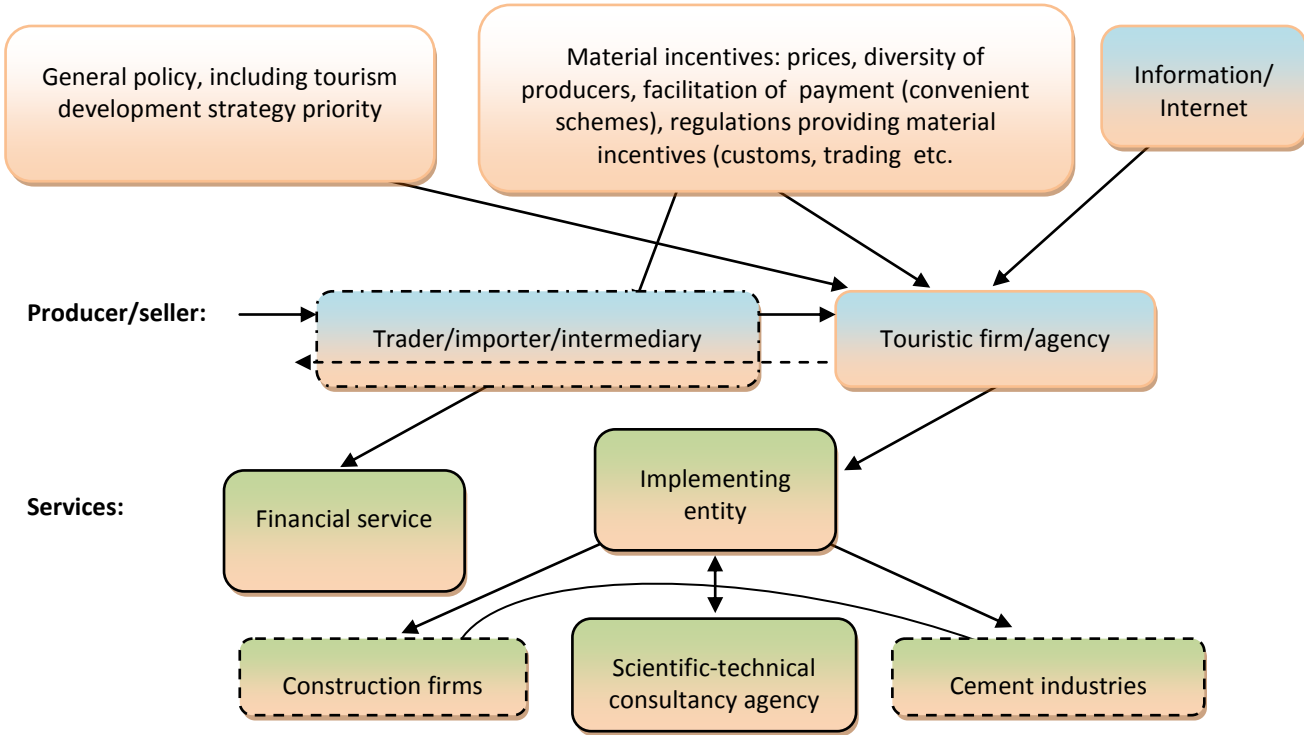 General policy, including tourism
development strategy priority
Material incentives: prices, diversity of
producers, facilitation of payment (convenient
schemes), regulations providing material
incentives (customs, trading etc.
Information/
Internet
Producer/seller:
Trader/importer/intermediary
Touristic firm/agency
Services:
Financial service
Implementing
entity
Construction firms
Scientific-technical
consultancy agency
Cement industries